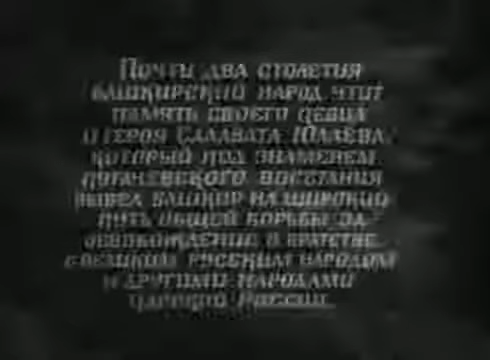 Почти два столетия
башкирский народ чтит
память своего певца
и героя Салавата Юлаева,
который под знаменем
пугачевского восстания
вывел башкир на широкий
путь общей борьбы за
освобождение в братстве
с великим русским народом
и другими народами
царской России.